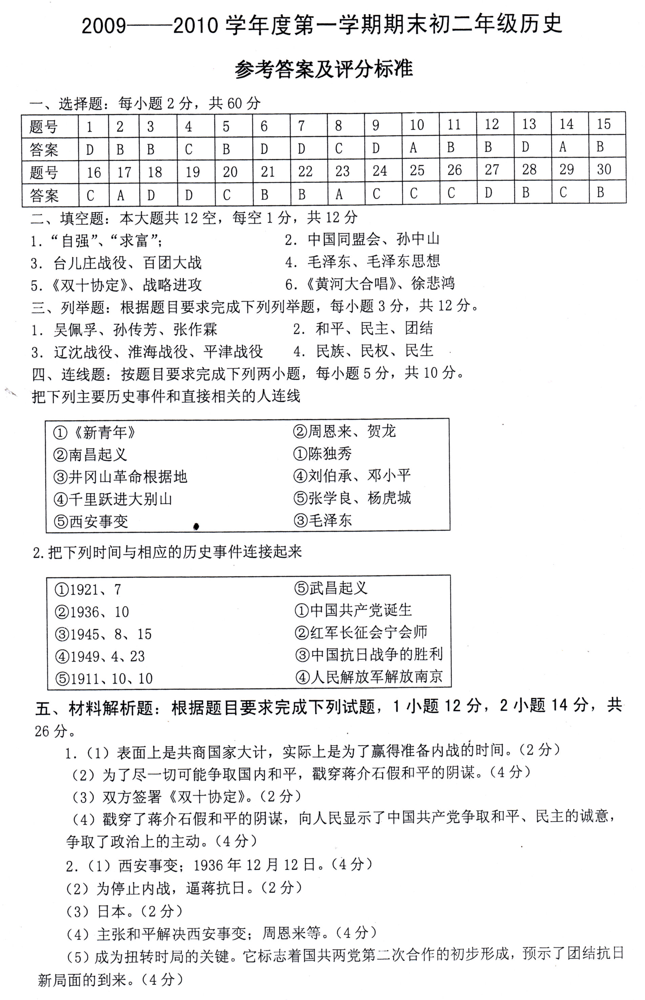 2009——2010 学年度第一学期期末初二年级历史
参考答案及评分标准
一、选择题：每小题 2 分，共 60 分
题号 1 2 3 4 5 6 7 8 9 10 11 12 13 14 15
答案 D B B C B D D C D A B B D A B
题号 16 17 18 19 20 21 22 23 24 25 26 27 28 29 30
答案 C A D D C B B A C C C D B C B
二、填空题：本大题共 12 空，每空 1 分，共 12 分
1. “自强”、“求富”； 2. 中国同盟会、孙中山
3. 台儿庄战役、百团大战 4. 毛泽东、毛泽东思想
5.《双十协定》、战略进攻 6.《黄河大合唱》、徐悲鸿
三、列举题：根据题目要求完成下列列举题，每小题 3 分，共 12 分。
1. 吴佩孚、孙传芳、张作霖 2. 和平、民主、团结
3. 辽沈战役、淮海战役、平津战役 4. 民族、民权、民生
四、连线题：按题目要求完成下列两小题，每小题 5 分，共 10 分。
把下列主要历史事件和直接相关的人连线
①《新青年》 ②周恩来、贺龙
②南昌起义 ①陈独秀
③井冈山革命根据地 ④刘伯承、邓小平
④千里跃进大别山 ⑤张学良、杨虎城
⑤西安事变 ③毛泽东
2.把下列时间与相应的历史事件连接起来
①1921、7 ⑤武昌起义
②1936、10 ①中国共产党诞生
③1945、8、15 ②红军长征会宁会师
④1949、4、23 ③中国抗日战争的胜利
⑤1911、10、10 ④人民解放军解放南京
五、材料解析题：根据题目要求完成下列试题，1 小题 12 分，2 小题 14 分，共
26 分。
1.（1）表面上是共商国家大计，实际上是为了赢得准备内战的时间。（2 分）
（2）为了尽一切可能争取国内和平，戳穿蒋介石假和平的阴谋。（4 分）
（3）双方签署《双十协定》。（2 分）
（4）戳穿了蒋介石假和平的阴谋，向人民显示了中国共产党争取和平、民主的诚意，
争取了政治上的主动。（4 分）
2.（1）西安事变；1936 年 12 月 12 日。（4 分）
（2）为停止内战，逼蒋抗日。（2 分）
（3）日本。（2 分）
（4）主张和平解决西安事变；周恩来等。（4 分）
（5）成为扭转时局的关键。它标志着国共两党第二次合作的初步形成，预示了团结抗日
新局面的到来。（4 分）